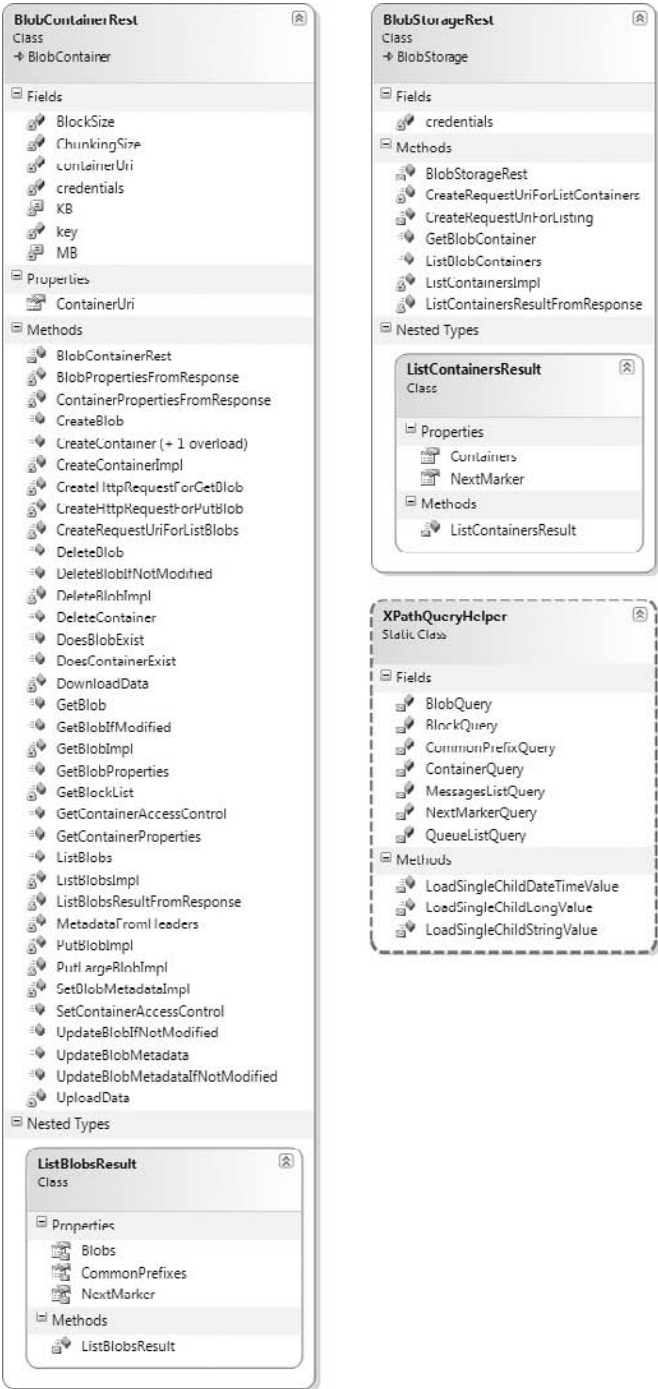 BlobContainerRest
Class
BlobContainer
Fields
BlockSize
ChunkingSize
containerUri
credentials
KB
key
MB
Properties
ContainerUri
Methods
BlobContainerRest
BlobPropertiesFromResponse
ContainerPropertiesFromResponse
CreateBlob
CreateContainer (+ 1 overload)
CreateContainerImpl
CreateHttpRequestForGetBlob
CreateHttpRequestForPutBlob
CreateRequestUriForListBlobs
DeleteBlob
DeleteBlobIfNotModified
DeleteBlobImpl
DeleteContainer
DoesBlobExist
DoesContainerExist
DownloadData
GetBlob
GetBlobIfModified
GetBlobImpl
GetBlobProperties
GetBlockList
GetContainerAccessControl
GetContainerProperties
ListBlobs
ListBlobsImpl
ListBlobsResultFromResponse
MetadataFromHeaders
PutBlobImpl
PutLargeBlobImpl
SetBlobMetadataImpl
SetContainerAccessControl
UpdateBlobIfNotModified
UpdateBlobMetadata
UpdateBlobMetadataIfNotModified
UploadData
Nested Types
ListBlobsResult
Class
Properties
Blobs
CommonPrefixes
NextMarker
Methods
ListBlobsResult
BlobStorageRest
Class
BlobStorage
Fields
credentials
Methods
BlobStorageRest
CreateRequestUriForListContainers
CreateRequestUriForListing
GetBlobContainer
ListBlobContainers
ListContainersImpl
ListContainersResultFromResponse
Nested Types
ListContainersResult
Class
Properties
Containers
NextMarker
Methods
ListContainersResult
XPathQueryHelper
Static Class
Fields
BlobQuery
BlockQuery
CommonPrefixQuery
ContainerQuery
MessagesListQuery
NextMarkerQuery
QueueListQuery
Methods
LoadSingleChildDateTimeValue
LoadSingleChildLongValue
LoadSingleChildStringValue